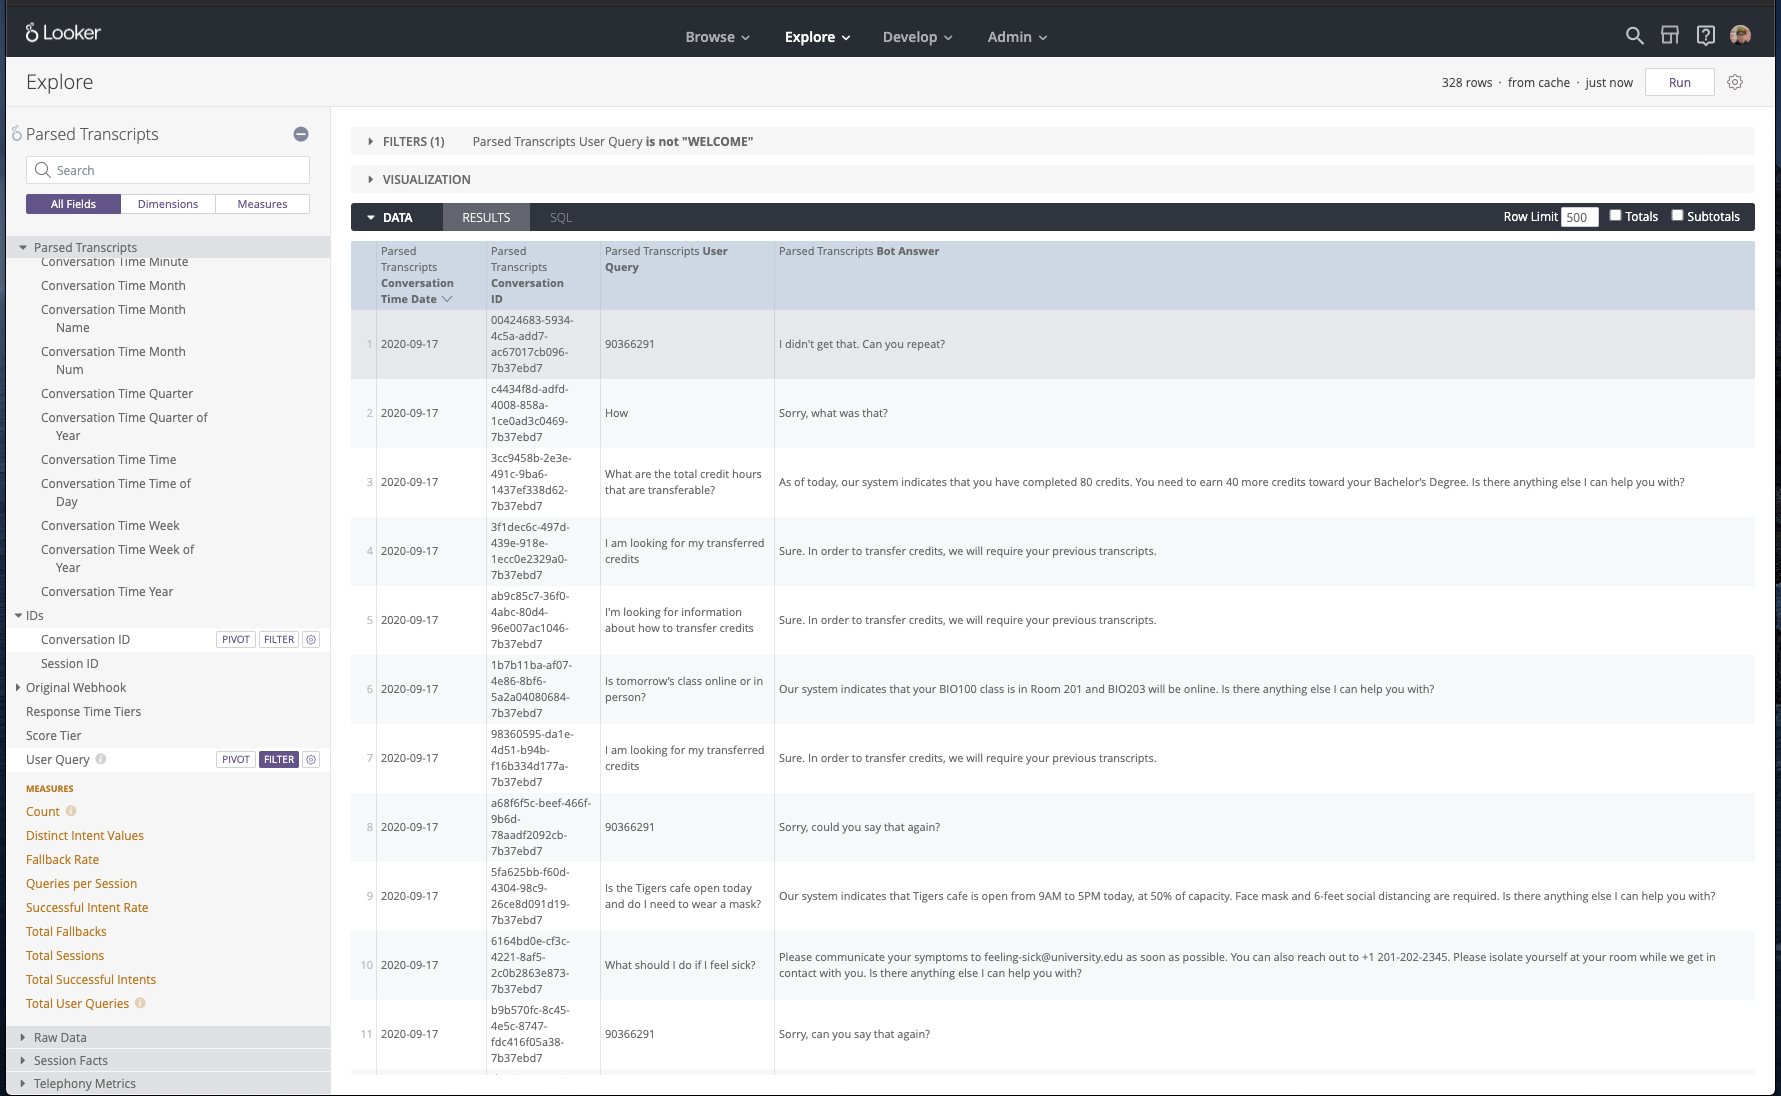 Looker
Browse
Explore
Develop
Admin
Explore
328 rows · from cache · just now
Run
Parsed Transcripts
Search
All Fields
Dimensions
Measures
Parsed Transcripts
Conversation Time Minute
Conversation Time Month
Conversation Time Month
Name
Conversation Time Month
Num
Conversation Time Quarter
Conversation Time Quarter of
Year
Conversation Time Time
Conversation Time Time of
Day
Conversation Time Week
Conversation Time Week of
Year
Conversation Time Year
IDs
Conversation ID PIVOT FILTER
Session ID
Original Webhook
Response Time Tiers
Score Tier
User Query PIVOT FILTER
MEASURES
Count
Distinct Intent Values
Fallback Rate
Queries per Session
Successful Intent Rate
Total Fallbacks
Total Sessions
Total Successful Intents
Total User Queries
Raw Data
Session Facts
Telephony Metrics
FILTERS (1) Parsed Transcripts User Query is not "WELCOME"
VISUALIZATION
DATA RESULTS SQL Row Limit 500 Totals Subtotals
Parsed
Transcripts
Conversation
Time Date
Parsed
Transcripts
Conversation
ID
Parsed Transcripts User
Query
Parsed Transcripts Bot Answer
1
2020-09-17
00424683-5934-
4c5a-add7-
ac67017cb096-
7b37ebd7
90366291
I didn't get that. Can you repeat?
2
2020-09-17
c4434f8d-adfd-
4008-858a-
1ce0ad3c0469-
7b37ebd7
How
Sorry, what was that?
3
2020-09-17
3cc9458b-2e3e-
491c-9ba6-
1437ef338d62-
7b37ebd7
What are the total credit hours
that are transferable?
As of today, our system indicates that you have completed 80 credits. You need to earn 40 more credits toward your Bachelor's Degree. Is there anything else I can help you with?
4
2020-09-17
3f1dec6c-497d-
439e-918e-
1ecc0e2329a0-
7b37ebd7
I am looking for my transferred
credits
Sure. In order to transfer credits, we will require your previous transcripts.
5
2020-09-17
ab9c85c7-36f0-
4abc-80d4-
96e007ac1046-
7b37ebd7
I'm looking for information
about how to transfer credits
Sure. In order to transfer credits, we will require your previous transcripts.
6
2020-09-17
1b7b11ba-af07-
4e86-8bf6-
5a2a04080684-
7b37ebd7
Is tomorrow's class online or in
person?
Our system indicates that your BIO100 class is in Room 201 and BIO203 will be online. Is there anything else I can help you with?
7
2020-09-17
98360595-da1e-
4d51-b94b-
f16b334d177a-
7b37ebd7
I am looking for my transferred
credits
Sure. In order to transfer credits, we will require your previous transcripts.
8
2020-09-17
a68f6f5c-beef-466f-
9b6d-
78aadf2092cb-
7b37ebd7
90366291
Sorry, could you say that again?
9
2020-09-17
5fa625bb-f60d-
4304-98c9-
26ce8d091d19-
7b37ebd7
Is the Tigers cafe open today
and do I need to wear a mask?
Our system indicates that Tigers cafe is open from 9AM to 5PM today, at 50% of capacity. Face mask and 6-feet social distancing are required. Is there anything else I can help you with?
10
2020-09-17
6164bd0e-cf3c-
4221-8af5-
2c0b2863e873-
7b37ebd7
What should I do if I feel sick?
Please communicate your symptoms to feeling-sick@university.edu as soon as possible. You can also reach out to +1 201-202-2345. Please isolate yourself at your room while we get in
contact with you. Is there anything else I can help you with?
11
2020-09-17
b9b570fc-8c45-
4e5c-8747-
fdc416f05a38-
7b37ebd7
90366291
Sorry, can you say that again?